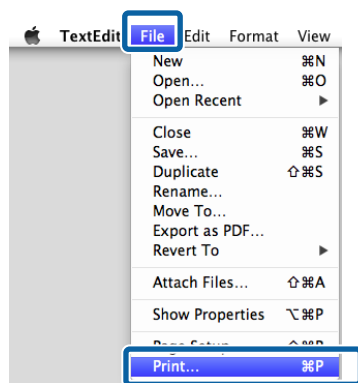 TextEdit File Edit Format View
New ⌘N
Open... ⌘O
Open Recent ▶
Close ⌘W
Save... ⌘S
Duplicate ⇧⌘S
Rename...
Move To...
Export as PDF...
Revert To ▶
Attach Files... ⇧⌘A
Show Properties ⌥⌘P
Print... ⌘P